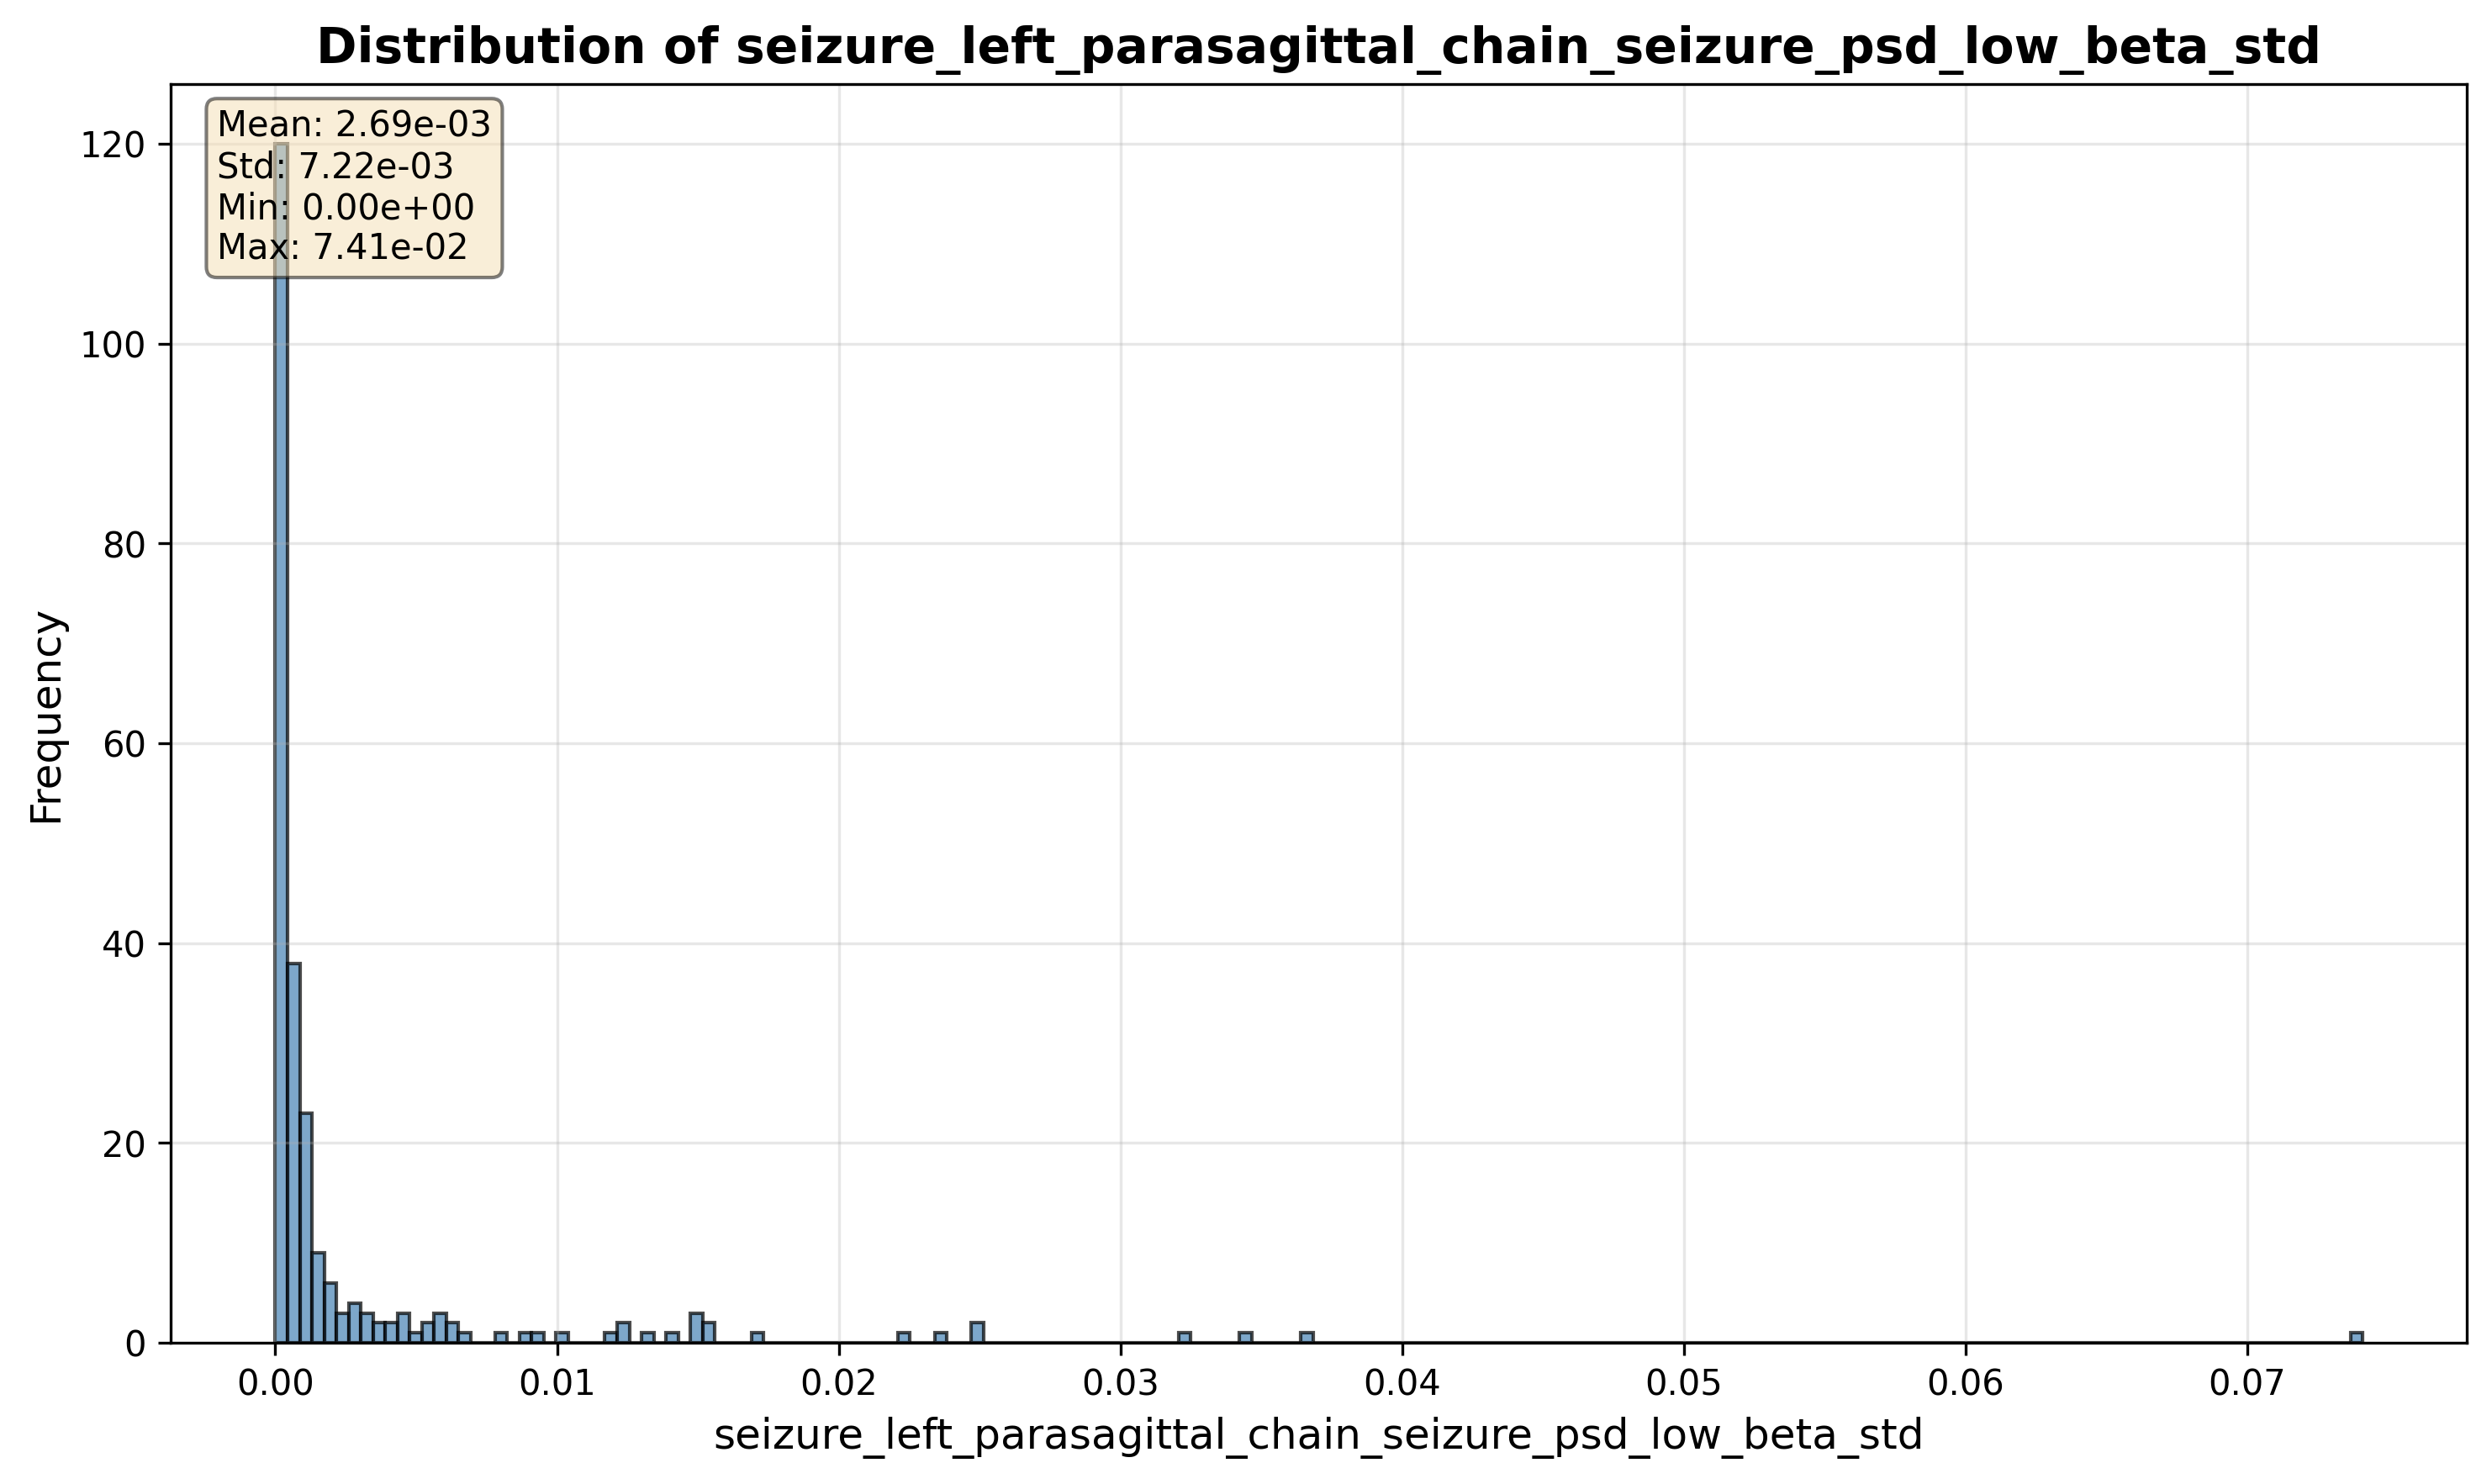 Distribution of seizure_left_parasagittal_chain_seizure_psd_low_beta_std
Mean: 2.69e-03
Std: 7.22e-03
Min: 0.00e+00
Max: 7.41e-02
120
100
80
60
40
20
0
Frequency
0.00 0.01 0.02 0.03 0.04 0.05 0.06 0.07
seizure_left_parasagittal_chain_seizure_psd_low_beta_std